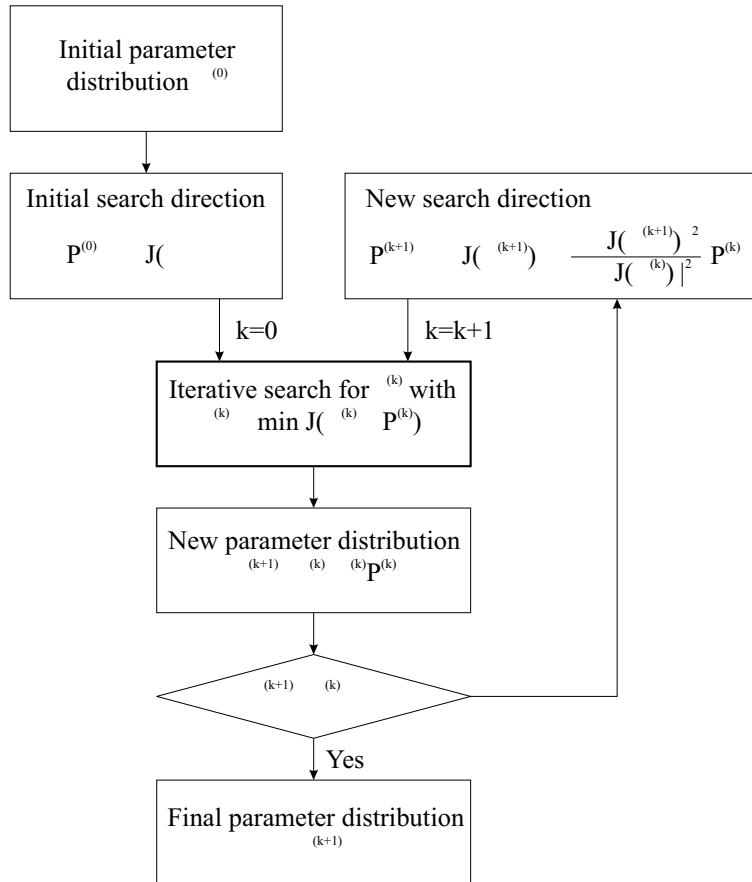 Initial parameter
distribution (0)
Initial search direction
P(0) J(
New search direction
P(k+1) J( (k+1)) J( (k+1)) 2 / J( (k)) |2 P(k)
k=0
k=k+1
Iterative search for (k) with
(k) min J( (k) P(k))
New parameter distribution
(k+1) (k) (k)P(k)
(k+1) (k)
Yes
Final parameter distribution
(k+1)